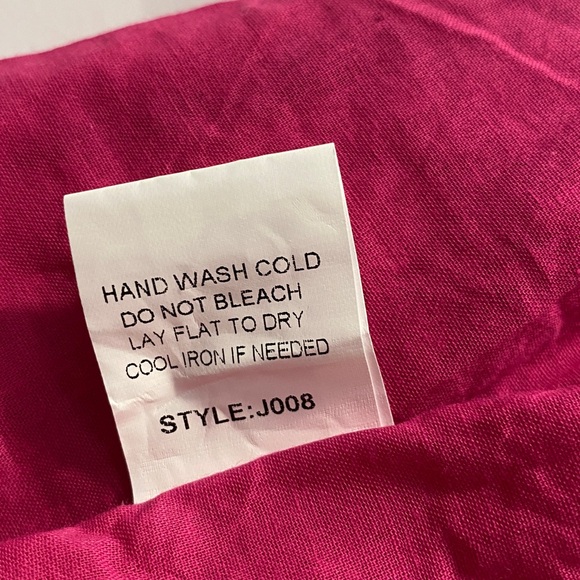 HAND WASH COLD
DO NOT BLEACH
LAY FLAT TO DRY
COOL IRON IF NEEDED
STYLE:J008